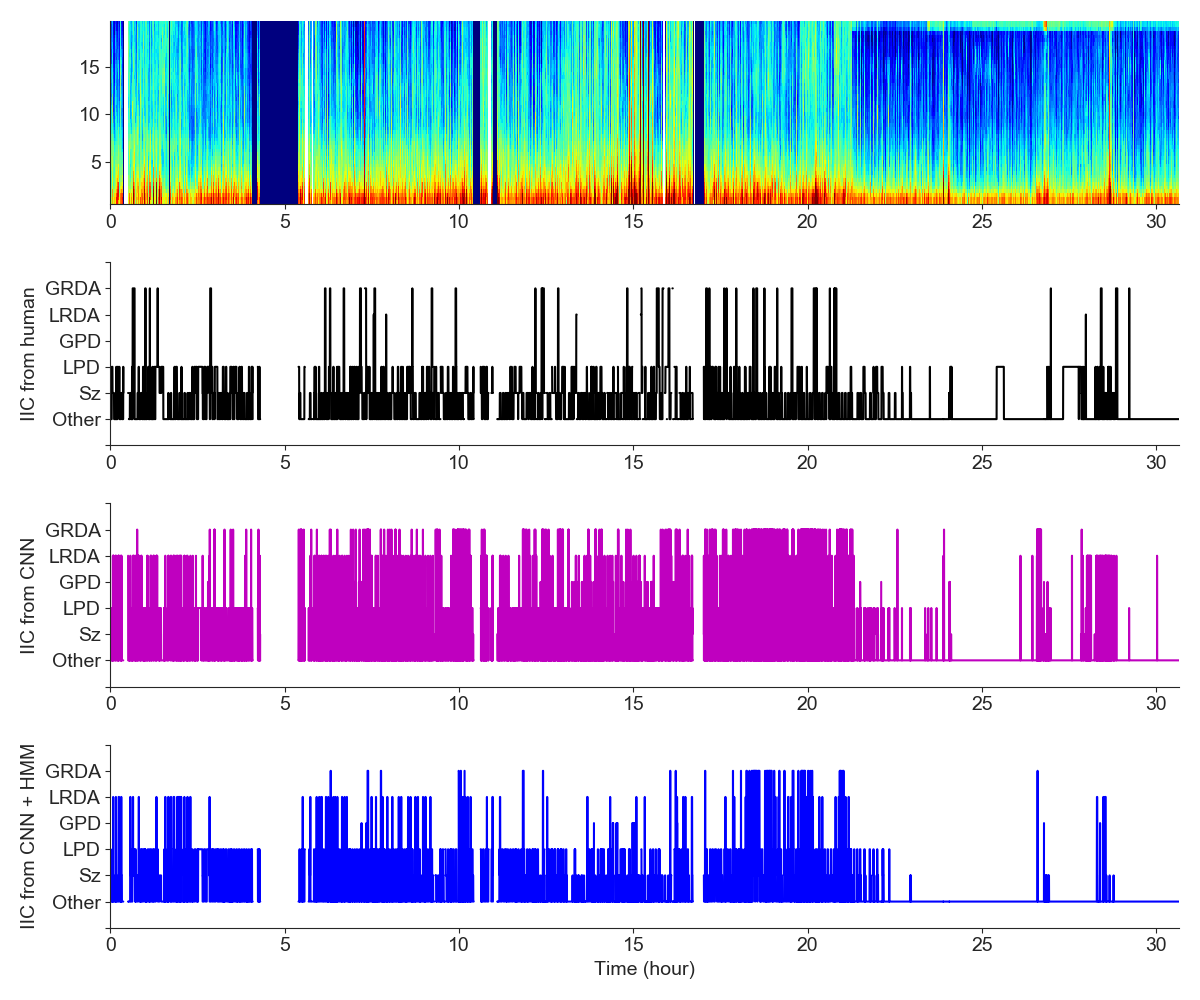 15
10
5
0 5 10 15 20 25 30
IIC from human
GRDA
LRDA
GPD
LPD
Sz
Other
0 5 10 15 20 25 30
IIC from CNN
GRDA
LRDA
GPD
LPD
Sz
Other
0 5 10 15 20 25 30
IIC from CNN + HMM
GRDA
LRDA
GPD
LPD
Sz
Other
0 5 10 15 20 25 30
Time (hour)